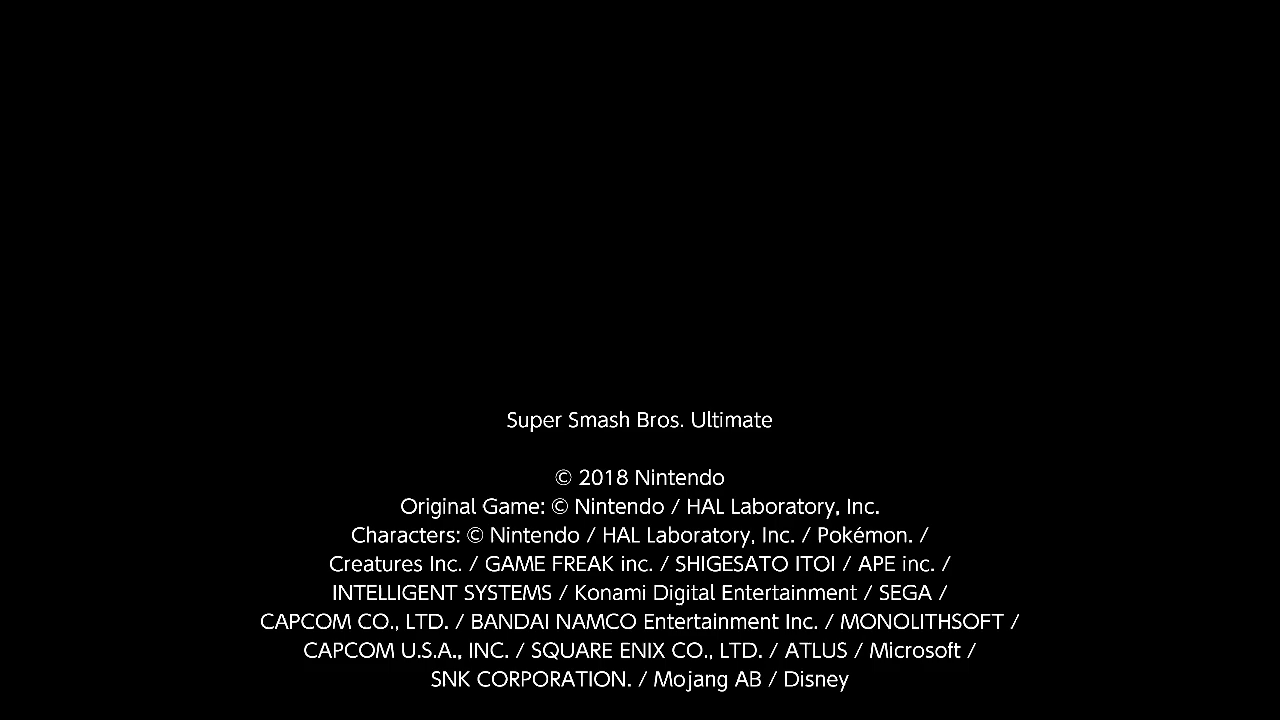 Super Smash Bros. Ultimate
© 2018 Nintendo
Original Game: © Nintendo / HAL Laboratory, Inc.
Characters: © Nintendo / HAL Laboratory, Inc. / Pokémon. /
Creatures Inc. / GAME FREAK inc. / SHIGESATO ITOI / APE inc. /
INTELLIGENT SYSTEMS / Konami Digital Entertainment / SEGA /
CAPCOM CO., LTD. / BANDAI NAMCO Entertainment Inc. / MONOLITHSOFT /
CAPCOM U.S.A., INC. / SQUARE ENIX CO., LTD. / ATLUS / Microsoft /
SNK CORPORATION. / Mojang AB / Disney